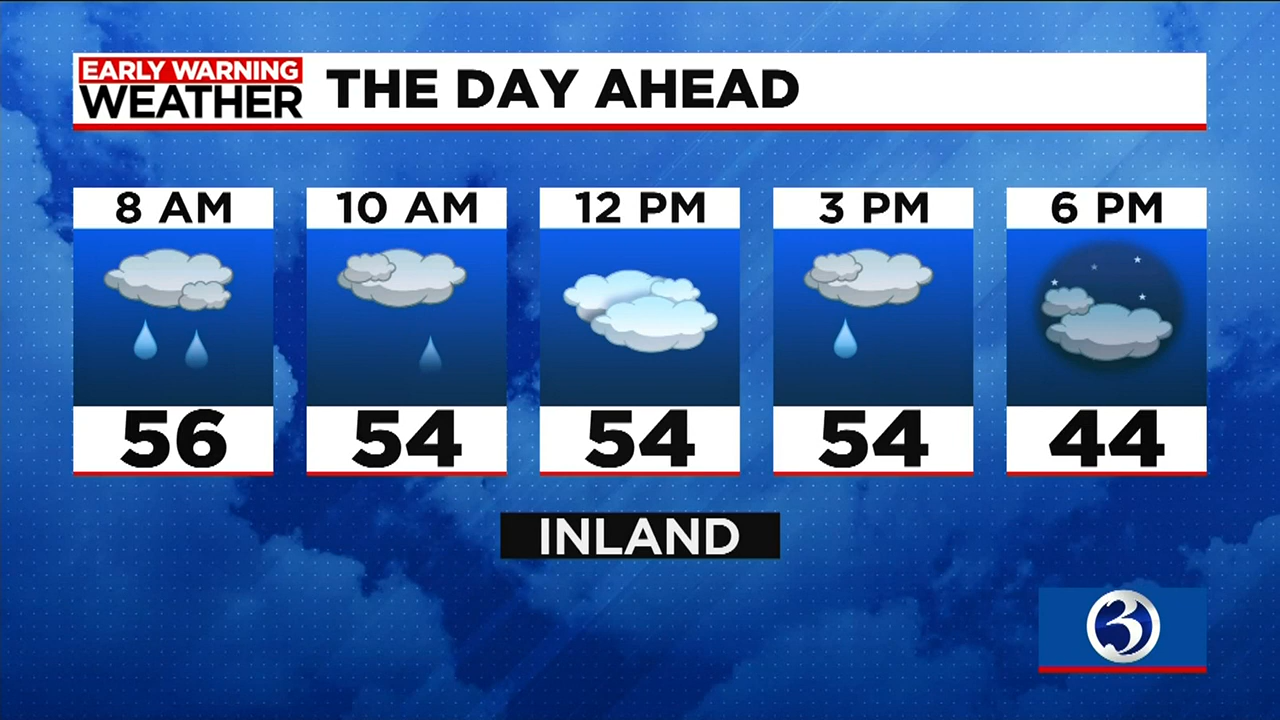 EARLY WARNING
WEATHER
THE DAY AHEAD
8 AM
10 AM
12 PM
3 PM
6 PM
56
54
54
54
44
INLAND
3